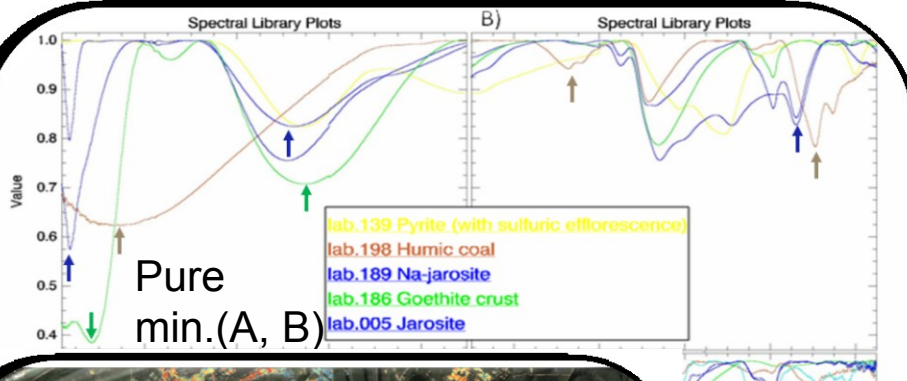 Spectral Library Plots
B)
Spectral Library Plots
1.0
0.9
0.8
0.7
0.6
0.5
0.4
Value
lab.139 Pyrite (with sulfuric efflorescence)
lab.198 Humic coal
lab.189 Na-jarosite
lab.186 Goethite crust
lab.005 Jarosite
Pure
min.(A, B)